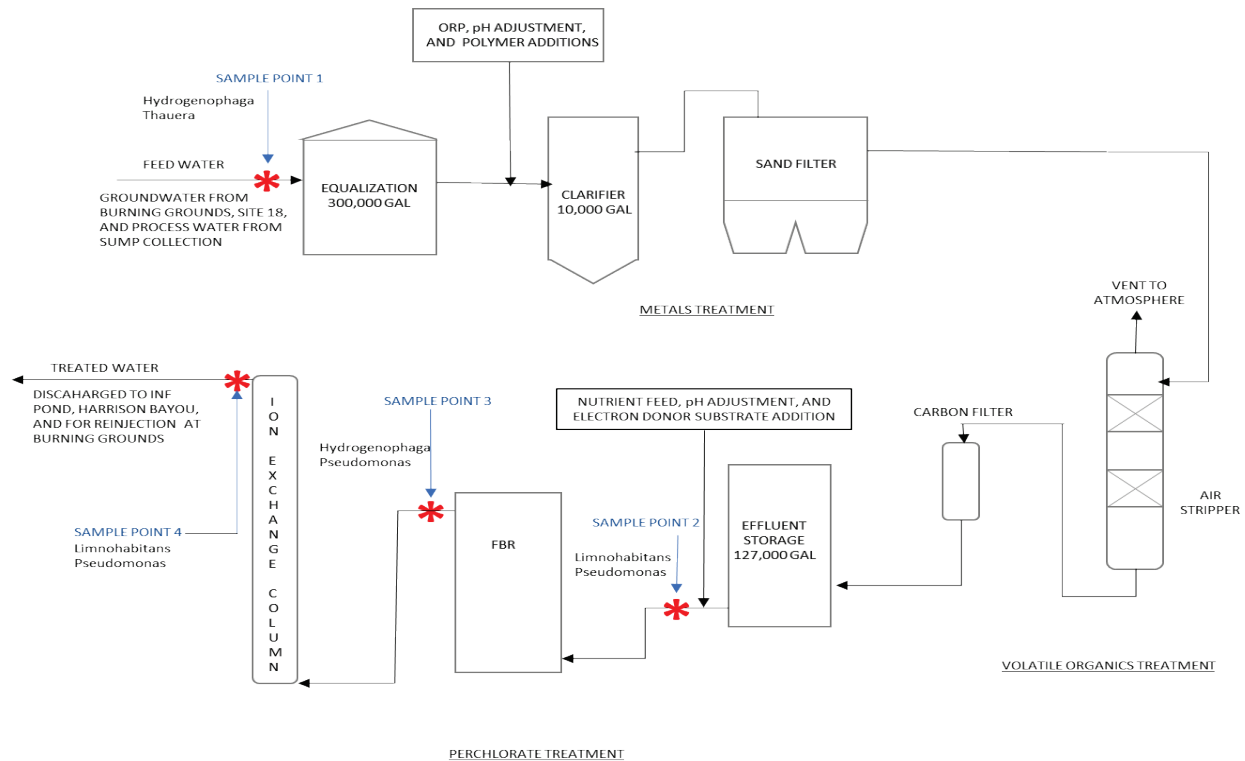 ORP, pH ADJUSTMENT,
AND POLYMER ADDITIONS
SAMPLE POINT 1
Hydrogenophaga
Thauera
FEED WATER
GROUNDWATER FROM
BURNING GROUNDS, SITE 18,
AND PROCESS WATER FROM
SUMP COLLECTION
EQUALIZATION
300,000 GAL
CLARIFIER
10,000 GAL
SAND FILTER
METALS TREATMENT
VENT TO
ATMOSPHERE
AIR
STRIPPER
CARBON FILTER
VOLATILE ORGANICS TREATMENT
NUTRIENT FEED, pH ADJUSTMENT, AND
ELECTRON DONOR SUBSTRATE ADDITION
EFFLUENT
STORAGE
127,000 GAL
SAMPLE POINT 2
Limnohabitans
Pseudomonas
FBR
SAMPLE POINT 3
Hydrogenophaga
Pseudomonas
ION EXCHANGE COLUMN
TREATED WATER
DISCAHARGED TO INF
POND, HARRISON BAYOU,
AND FOR REINJECTION AT
BURNING GROUNDS
SAMPLE POINT 4
Limnohabitans
Pseudomonas
PERCHLORATE TREATMENT